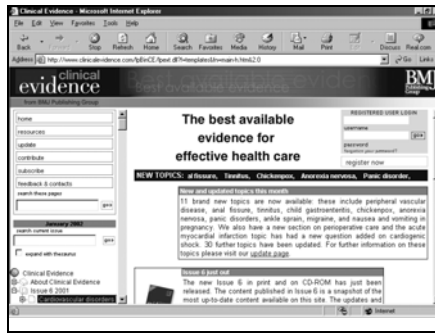 Clinical Evidence - Microsoft Internet Explorer
File Edit View Favorites Tools Help
Back Forward Stop Refresh Home Search Favorites Media History Mail Print Edit Discuss Real.com
Address Go Links
clinical
evidence
Best available evidence
BMJ
Publishing Group
from BMJ Publishing Group
home
resources
update
contribute
subscribe
feedback & contacts
search these pages
go
January 2002
search current issue
go
expand with thesaurus
Clinical Evidence
About Clinical Evidence
Issue 6 2001
Cardiovascular disorders
The best available
evidence for
effective health care
REGISTERED USER LOGIN
username
go
password
register now
NEW TOPICS: al fissure, Tinnitus, Chickenpox, Anorexia nervosa, Panic disorder,
New and updated topics this month
11 brand new topics are now available: these include peripheral vascular
disease, anal fissure, tinnitus, child gastroenteritis, chickenpox, anorexia
nervosa, panic disorders, ankle sprain, migraine, and nausea and vomiting in
pregnancy. We also have a new section on perioperative care and the acute
myocardial infarction topic has had a new question added on cardiogenic
shock. 30 further topics have been updated. For further information on these
topics please visit our update page.
Issue 6 just out
The new Issue 6 in print and on CD-ROM has just been
released. The content published in Issue 6 is a snapshot of the
most up-to-date content available on this site. The updates and
Internet